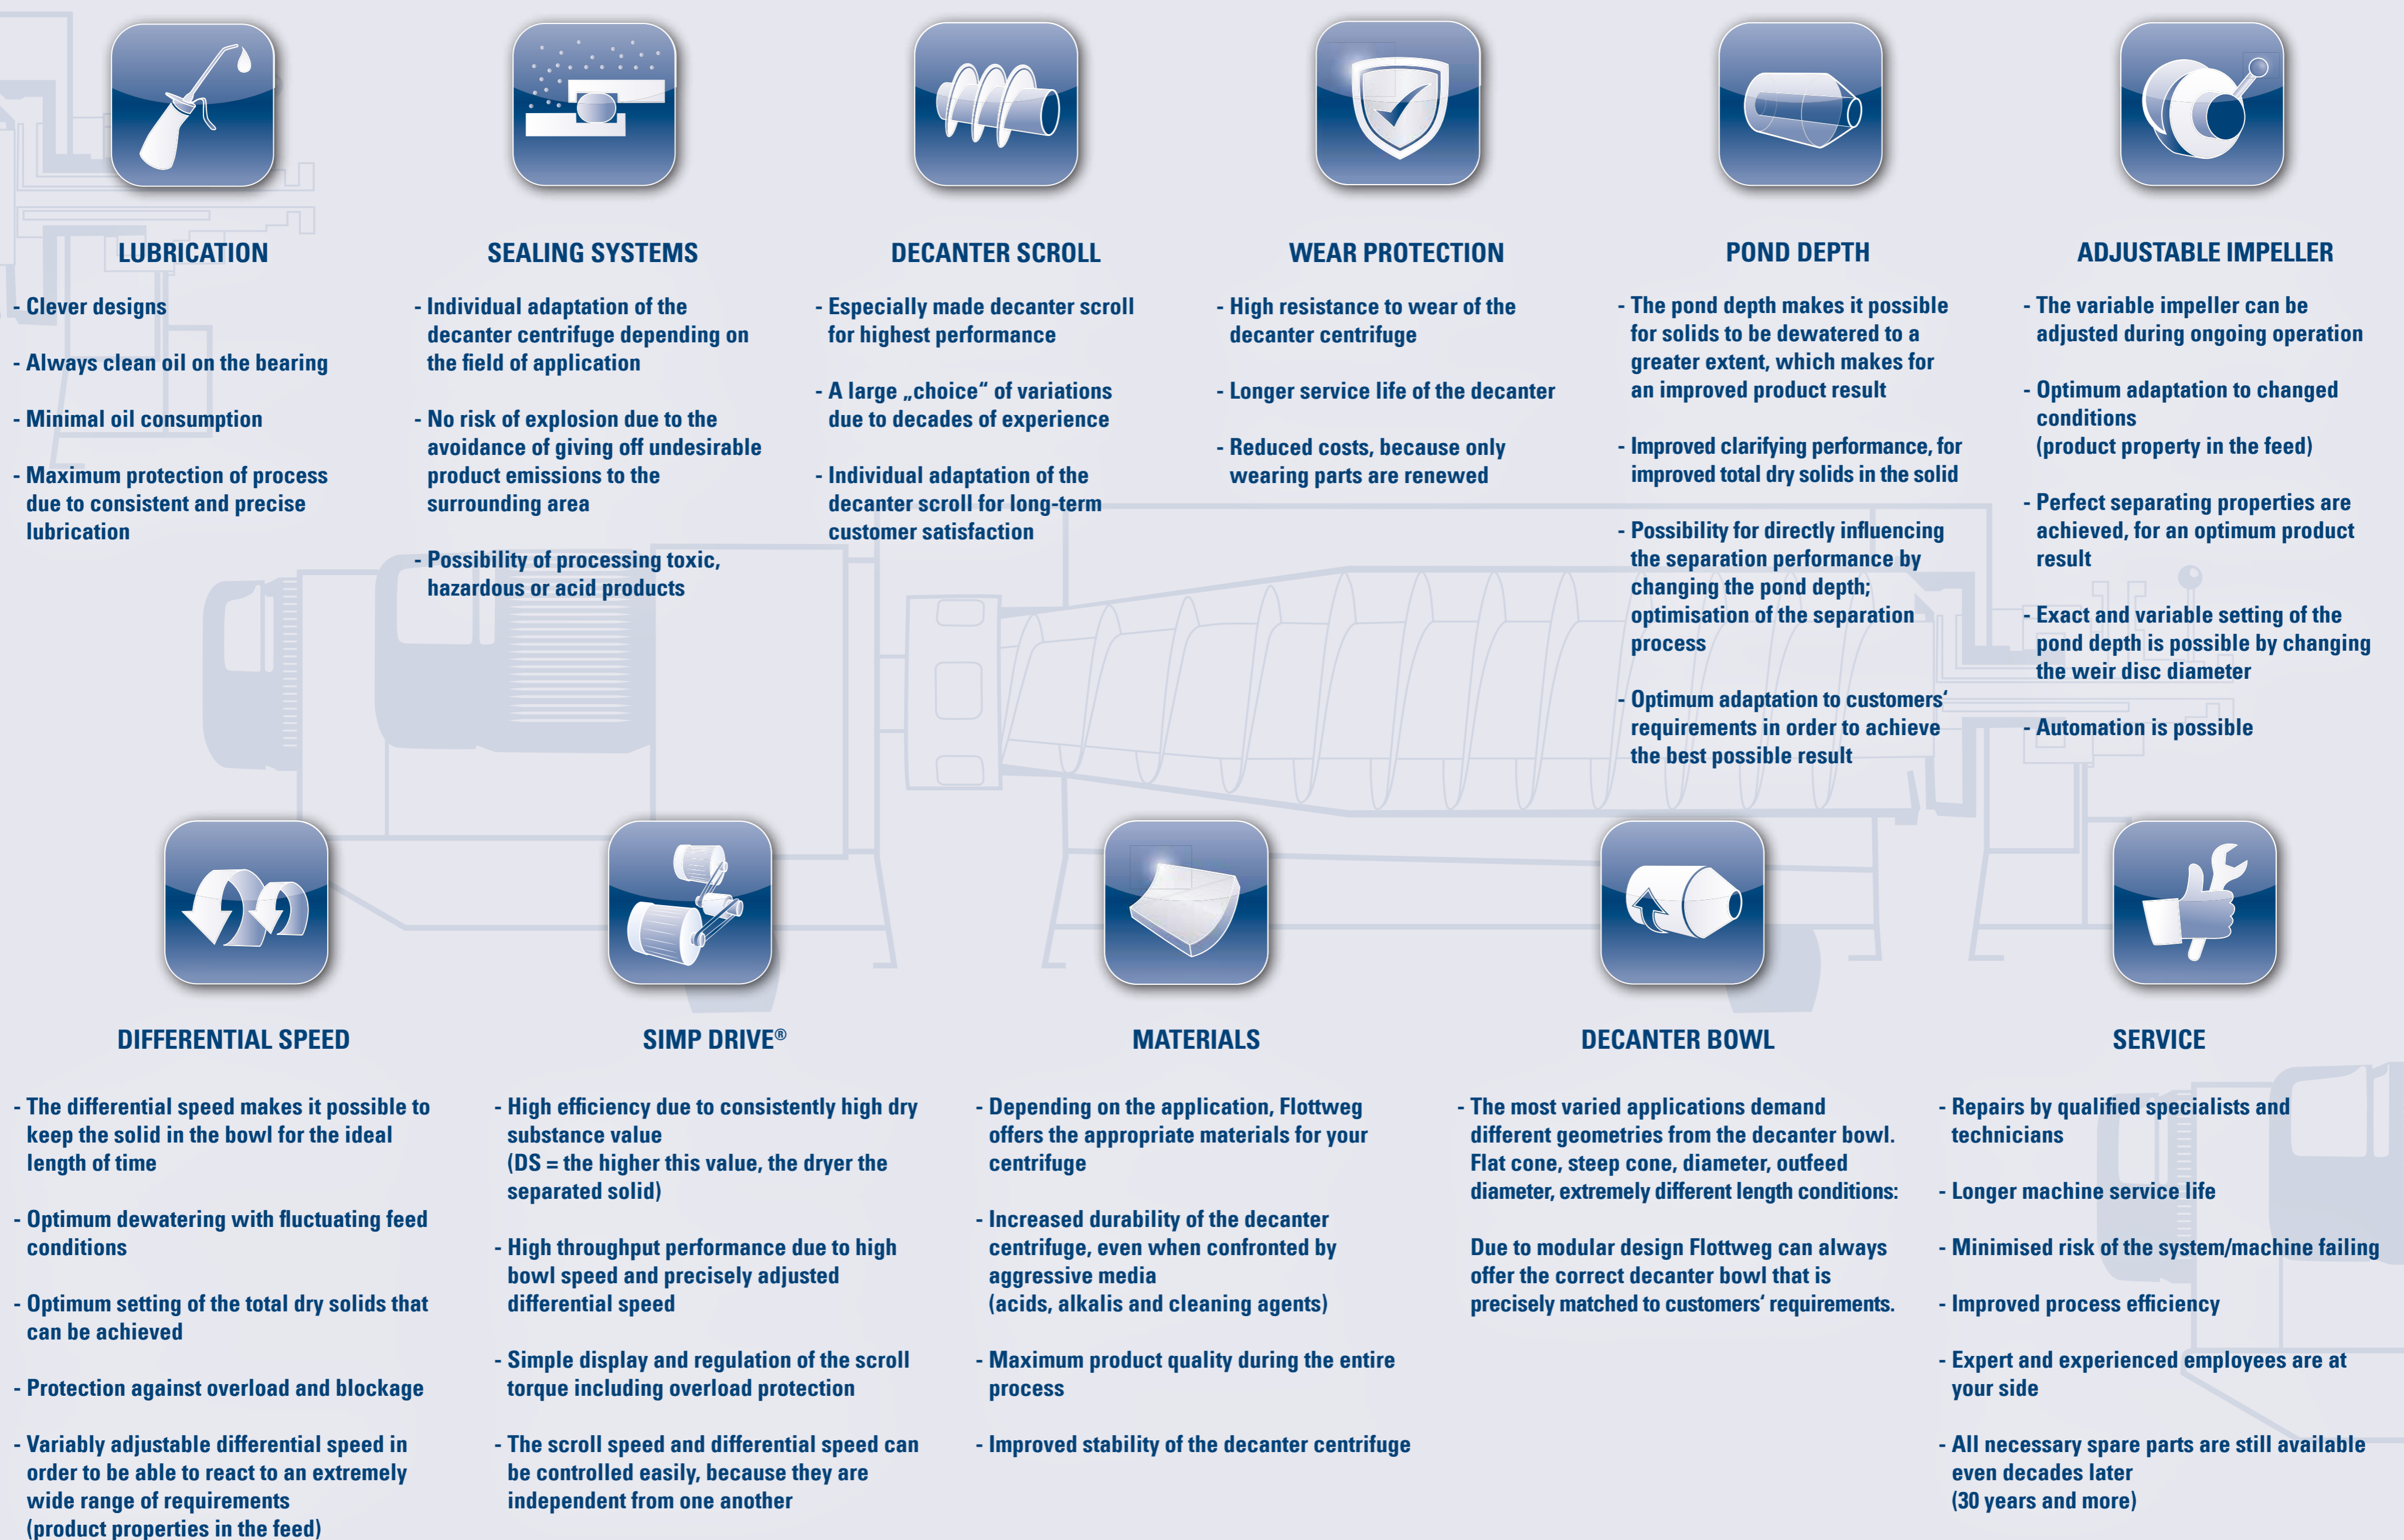 LUBRICATION
- Clever designs
- Always clean oil on the bearing
- Minimal oil consumption
- Maximum protection of process
due to consistent and precise
lubrication
SEALING SYSTEMS
- Individual adaptation of the
decanter centrifuge depending on
the field of application
- No risk of explosion due to the
avoidance of giving off undesirable
product emissions to the
surrounding area
- Possibility of processing toxic,
hazardous or acid products
DECANTER SCROLL
- Especially made decanter scroll
for highest performance
- A large „choice“ of variations
due to decades of experience
- Individual adaptation of the
decanter scroll for long-term
customer satisfaction
WEAR PROTECTION
- High resistance to wear of the
decanter centrifuge
- Longer service life of the decanter
- Reduced costs, because only
wearing parts are renewed
POND DEPTH
- The pond depth makes it possible
for solids to be dewatered to a
greater extent, which makes for
an improved product result
- Improved clarifying performance, for
improved total dry solids in the solid
- Possibility for directly influencing
the separation performance by
changing the pond depth;
optimisation of the separation
process
- Optimum adaptation to customers‘
requirements in order to achieve
the best possible result
ADJUSTABLE IMPELLER
- The variable impeller can be
adjusted during ongoing operation
- Optimum adaptation to changed
conditions
(product property in the feed)
- Perfect separating properties are
achieved, for an optimum product
result
- Exact and variable setting of the
pond depth is possible by changing
the weir disc diameter
- Automation is possible
DIFFERENTIAL SPEED
- The differential speed makes it possible to
keep the solid in the bowl for the ideal
length of time
- Optimum dewatering with fluctuating feed
conditions
- Optimum setting of the total dry solids that
can be achieved
- Protection against overload and blockage
- Variably adjustable differential speed in
order to be able to react to an extremely
wide range of requirements
(product properties in the feed)
SIMP DRIVE®
- High efficiency due to consistently high dry
substance value
(DS = the higher this value, the dryer the
separated solid)
- High throughput performance due to high
bowl speed and precisely adjusted
differential speed
- Simple display and regulation of the scroll
torque including overload protection
- The scroll speed and differential speed can
be controlled easily, because they are
independent from one another
MATERIALS
- Depending on the application, Flottweg
offers the appropriate materials for your
centrifuge
- Increased durability of the decanter
centrifuge, even when confronted by
aggressive media
(acids, alkalis and cleaning agents)
- Maximum product quality during the entire
process
- Improved stability of the decanter centrifuge
DECANTER BOWL
- The most varied applications demand
different geometries from the decanter bowl.
Flat cone, steep cone, diameter, outfeed
diameter, extremely different length conditions:
Due to modular design Flottweg can always
offer the correct decanter bowl that is
precisely matched to customers‘ requirements.
SERVICE
- Repairs by qualified specialists and
technicians
- Longer machine service life
- Minimised risk of the system/machine failing
- Improved process efficiency
- Expert and experienced employees are at
your side
- All necessary spare parts are still available
even decades later
(30 years and more)